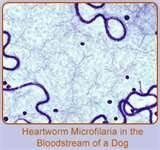 Heartworm Microfilaria in the
Bloodstream of a Dog